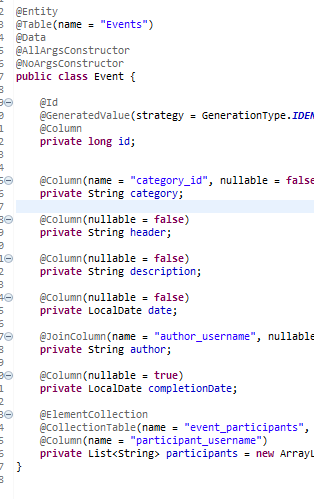 @Entity
@Table(name = "Events")
@Data
@AllArgsConstructor
@NoArgsConstructor
public class Event {
@Id
@GeneratedValue(strategy = GenerationType.IDEN
@Column
private long id;
@Column(name = "category_id", nullable = false
private String category;
@Column(nullable = false)
private String header;
@Column(nullable = false)
private String description;
@Column(nullable = false)
private LocalDate date;
@JoinColumn(name = "author_username", nullable
private String author;
@Column(nullable = true)
private LocalDate completionDate;
@ElementCollection
@CollectionTable(name = "event_participants",
@Column(name = "participant_username")
private List<String> participants = new ArrayL
}